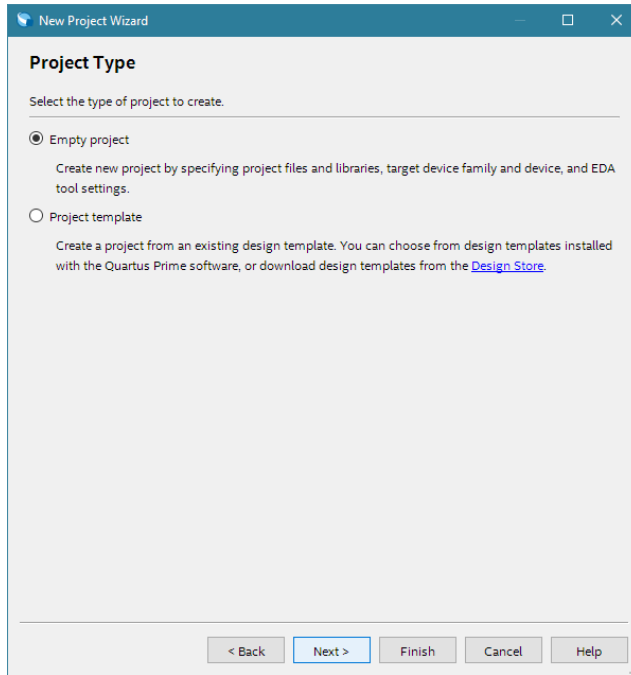 New Project Wizard
Project Type
Select the type of project to create.
Empty project
Create new project by specifying project files and libraries, target device family and device, and EDA
tool settings.
Project template
Create a project from an existing design template. You can choose from design templates installed
with the Quartus Prime software, or download design templates from the Design Store.
< Back Next > Finish Cancel Help